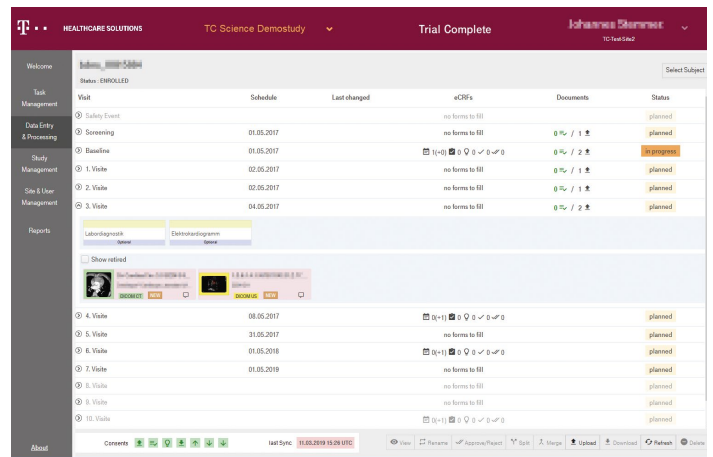 T HEALTHCARE SOLUTIONS TC Science Demostudy Trial Complete
TC-Test-Site2
Welcome
Task Management
Data Entry & Processing
Study Management
Site & User Management
Reports
About
Status : ENROLLED
Select Subject
Visit Schedule Last changed eCRFs Documents Status
Safety Event no forms to fill planned
Screening 01.05.2017 no forms to fill 0 / 1 planned
Baseline 01.05.2017 1(+0) 0 0 0 0 / 2 in progress
1. Visite 02.05.2017 no forms to fill 0 / 1 planned
2. Visite 02.05.2017 no forms to fill 0 / 1 planned
3. Visite 04.05.2017 no forms to fill 0 / 2 planned
Labordiagnostik Elektrokardiogramm
Optional Optional
Show retired
DICOM CT NEW DICOM US NEW
4. Visite 08.05.2017 0(+1) 0 0 0 0 planned
5. Visite 31.05.2017 no forms to fill planned
6. Visite 01.05.2018 0(+1) 0 0 0 0 planned
7. Visite 01.05.2019 no forms to fill planned
8. Visite no forms to fill planned
9. Visite no forms to fill planned
10. Visite 0(+1) 0 0 0 0 planned
Consents last Sync 11.03.2019 15:28 UTC View Rename Approve/Reject Split Merge Upload Download Refresh Delete